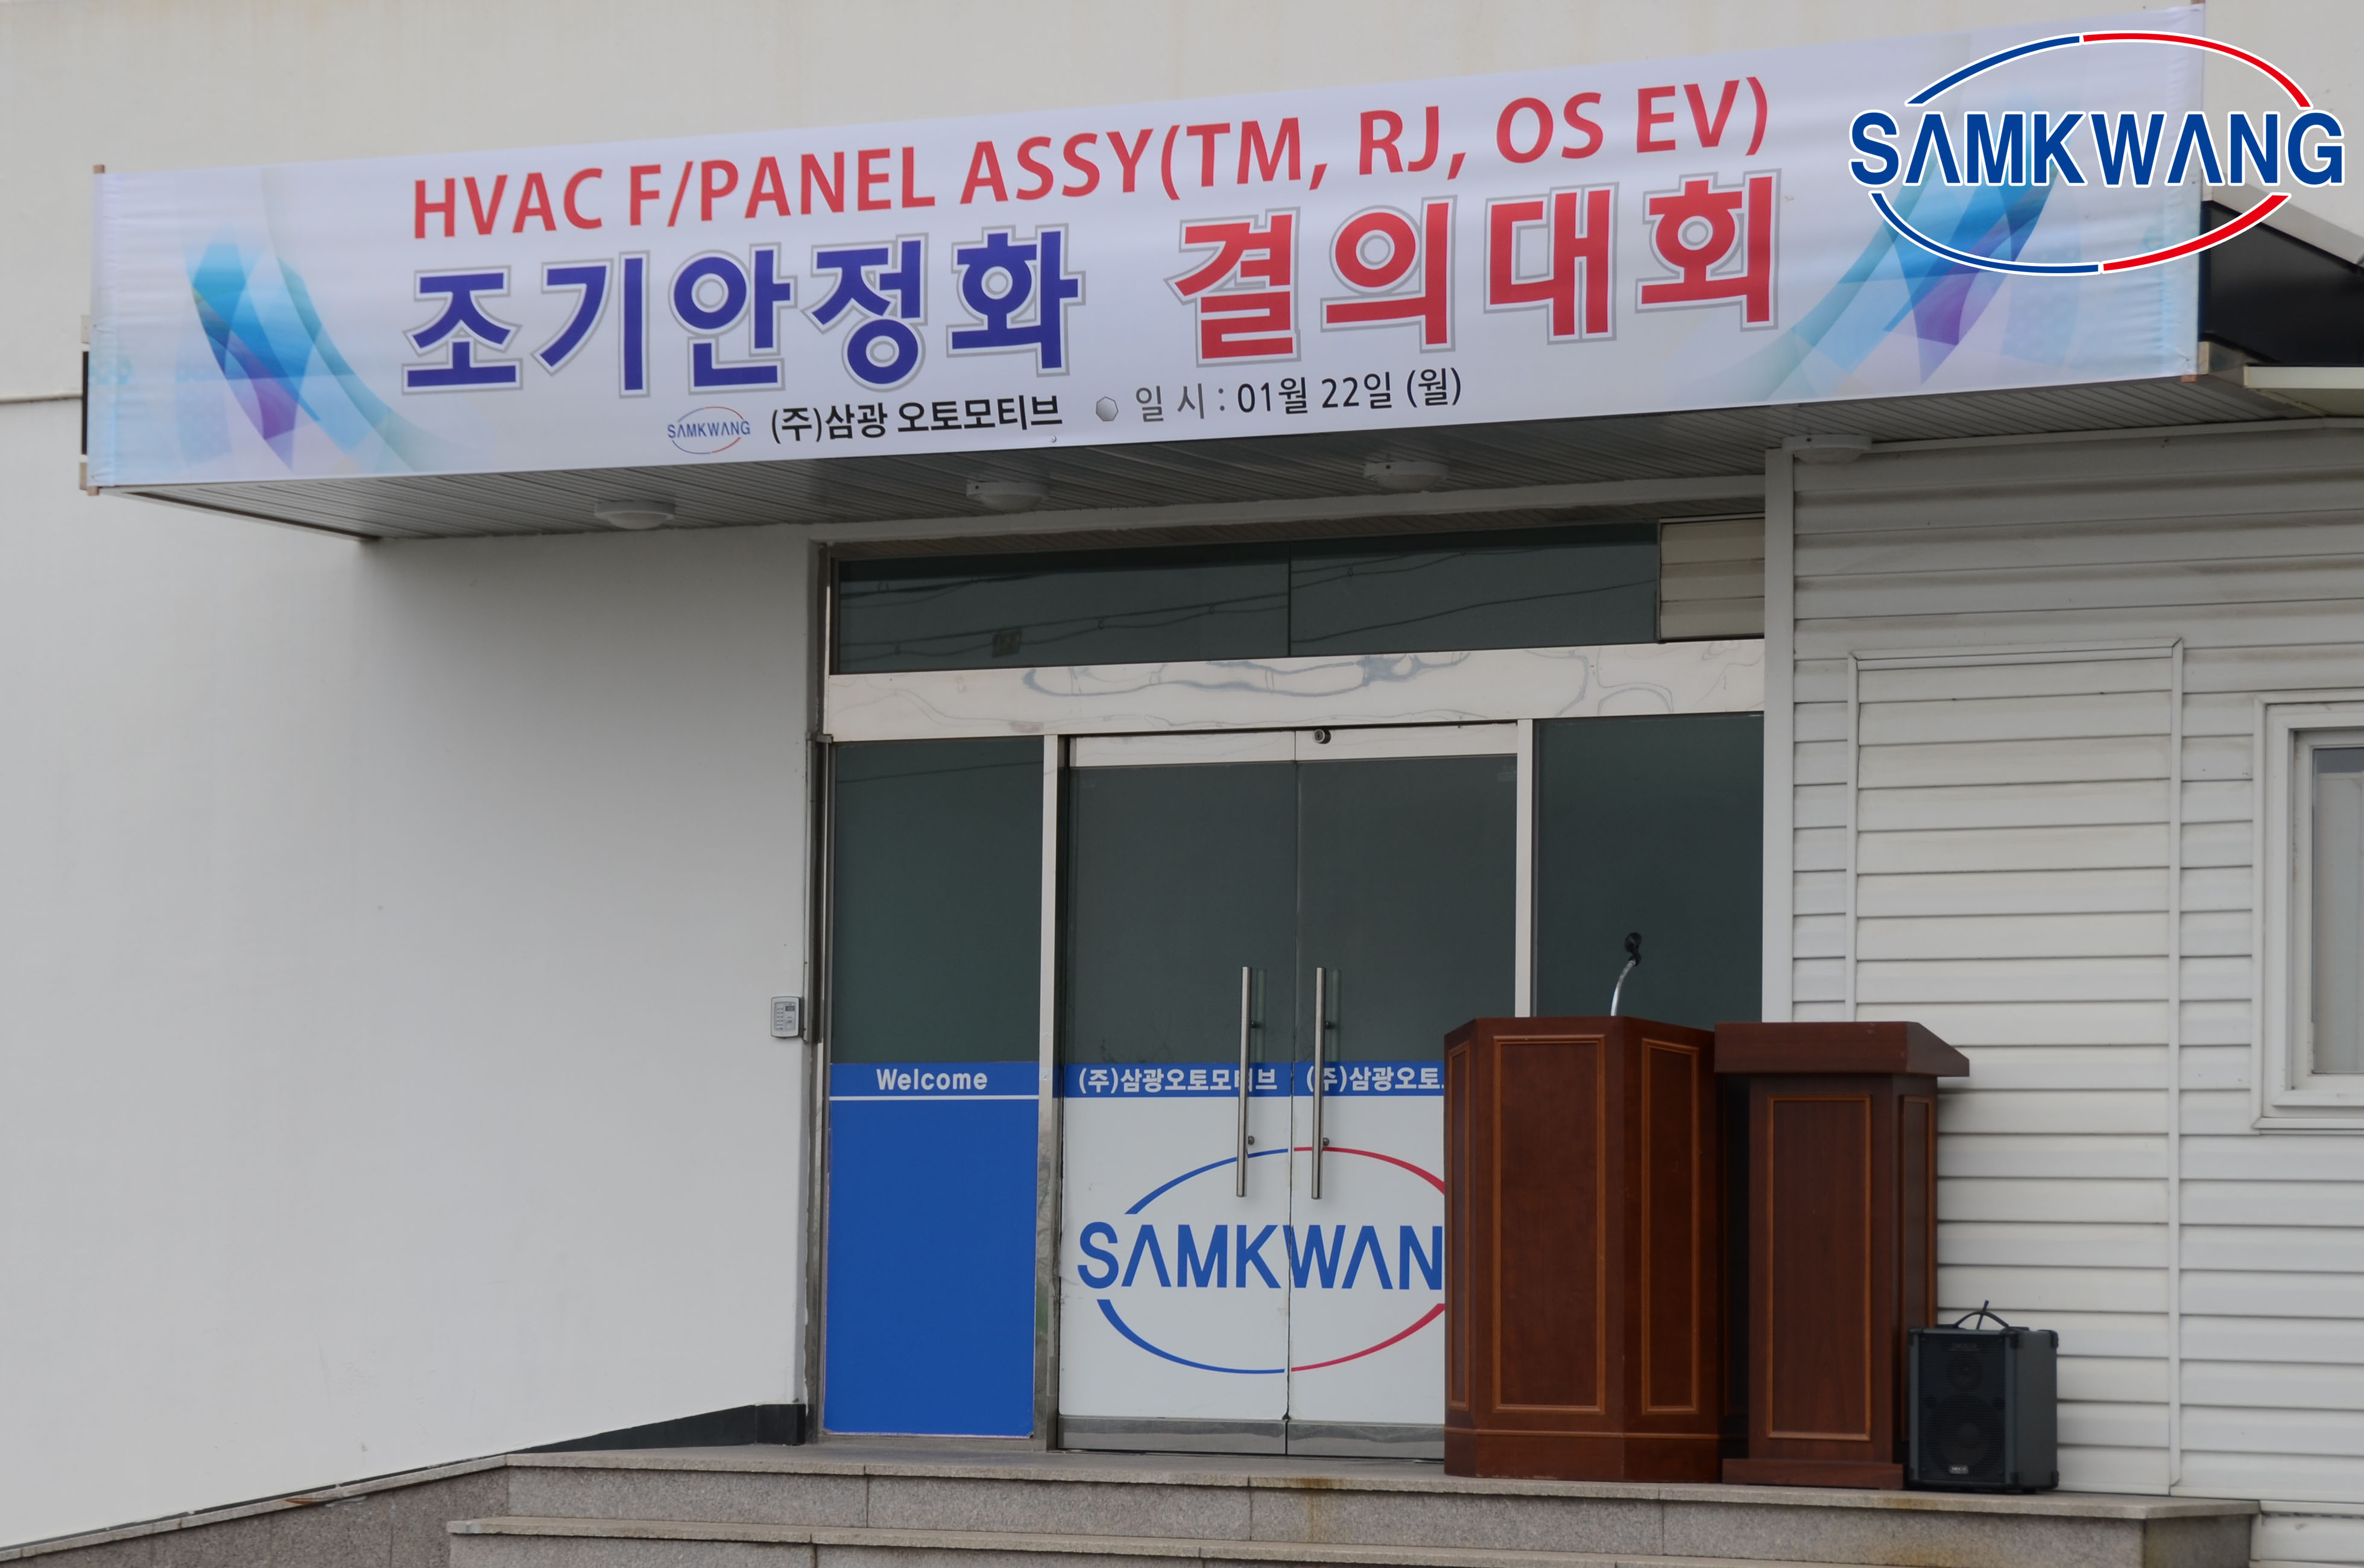 HVAC F/PANEL ASSY(TM, RJ, OS EV)
SAMKWANG
조기안정화 결의대회
SAMKWANG (주)삼광 오토모티브 일 시 : 01월 22일 (월)
Welcome
(주)삼광오토모티브 (주)삼광오토
SAMKWAN